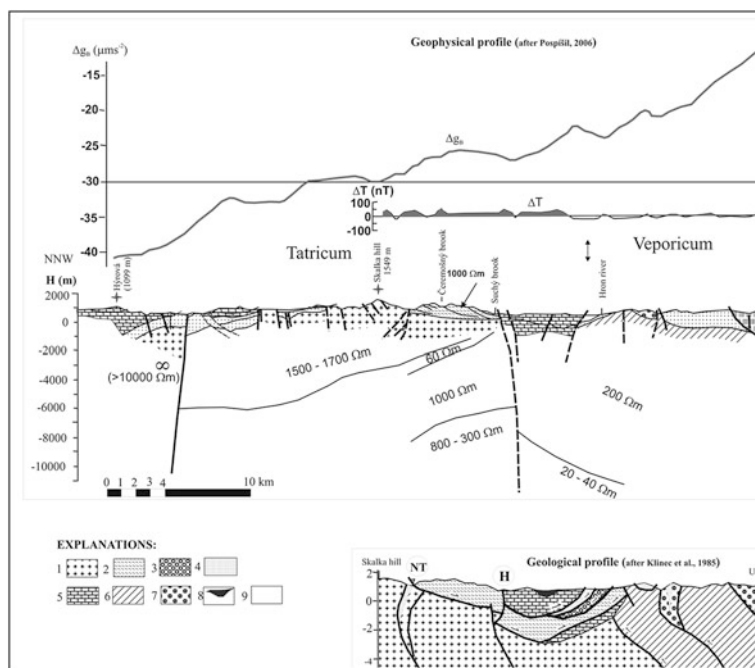 Geophysical profile (after Pospíšil, 2006)
Δgₙ (μms⁻²)
-15
-20
-25
-30
-35
-40
Δgₙ
ΔT (nT)
100
0
-100
ΔT
NNW
Tatricum
Veporicum
Hýrová
(1099 m)
Skalka hill
1549 m
Čeremošný brook
1000 Ωm
Suchý brook
Hron river
H (m)
2000
0
-2000
-4000
-6000
-8000
-10000
∞
(>10000 Ωm)
1500 - 1700 Ωm
60 Ωm
1000 Ωm
800 - 300 Ωm
200 Ωm
20 - 40 Ωm
0 1 2 3 4 10 km
EXPLANATIONS:
1 2 3 4
5 6 7 8 9
Geological profile (after Klinec et al., 1985)
Skalka hill
NT
H
U
2
0
-2
-4